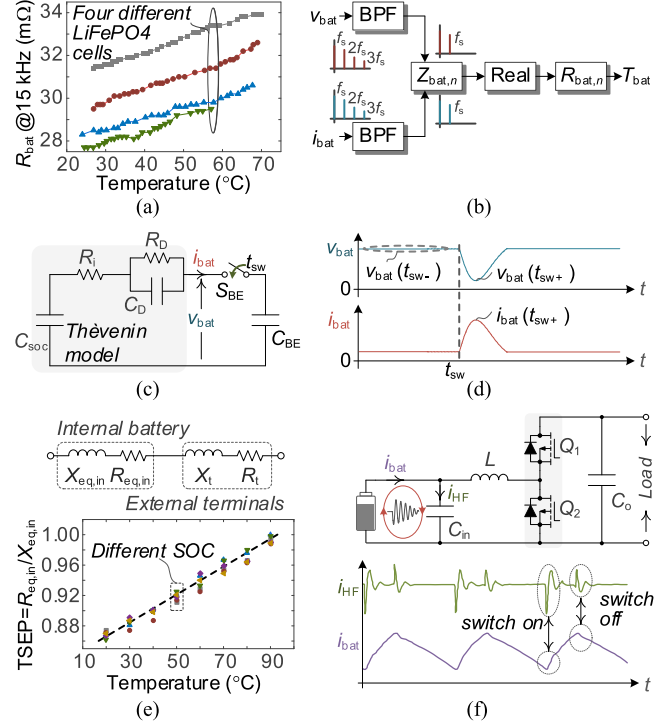 Four different
LiFePO4
cells
R_bat @15 kHz (mΩ)
34
32
30
28
30 40 50 60 70
Temperature (°C)
(a)
v_bat
BPF
f_s
2f_s
3f_s
f_s
Z_bat,n
Real
R_bat,n
T_bat
f_s
2f_s
3f_s
f_s
i_bat
BPF
(b)
R_i
R_D
C_D
i_bat
t_sw
S_BE
v_bat
C_soc
Thèvenin
model
C_BE
(c)
v_bat
v_bat(t_sw-)
v_bat(t_sw+)
0
t
i_bat
i_bat(t_sw+)
0
t_sw
t
(d)
Internal battery
X_eq,in R_eq,in
X_t R_t
External terminals
TSEP=R_eq,in/X_eq,in
1.00
0.96
0.92
0.88
Different SOC
10 20 30 40 50 60 70 80 90
Temperature (°C)
(e)
i_bat
L
Q_1
i_HF
C_in
Q_2
C_o
Load
i_HF
switch on
switch
off
i_bat
t
(f)